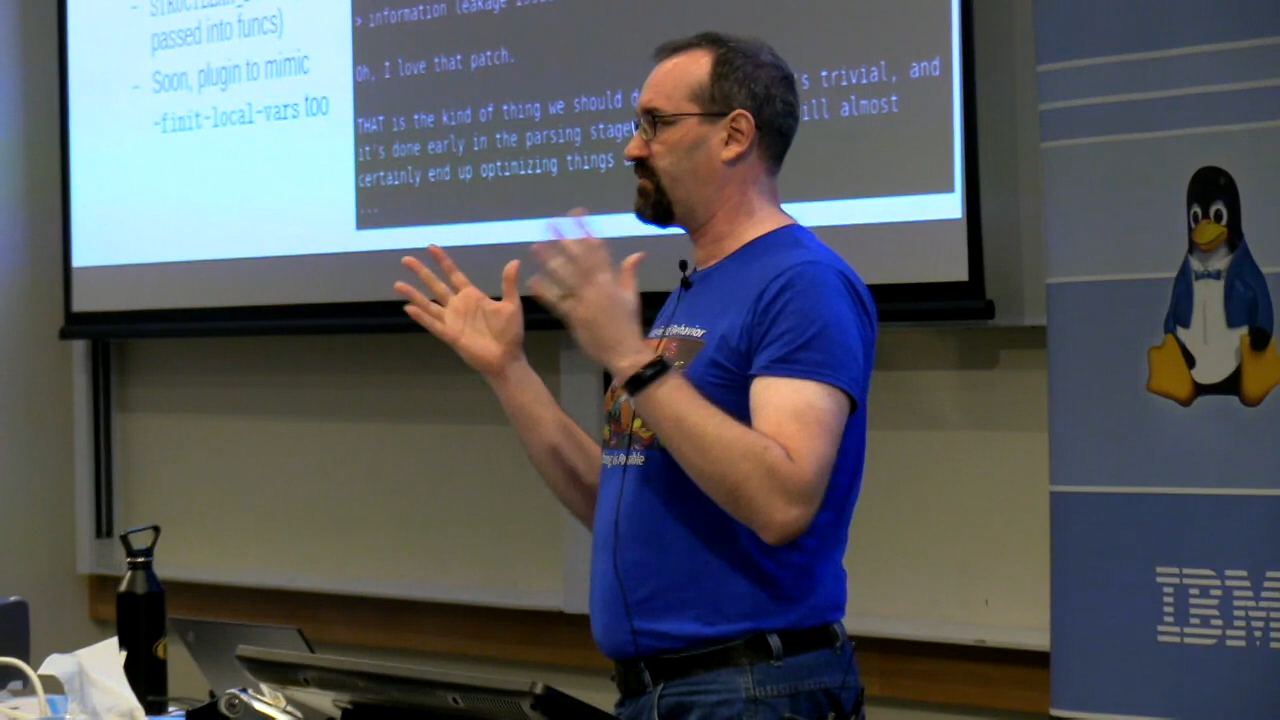 passed into funcs)
- Soon, plugin to mimic
-finit-local-vars too
> information leakage
Oh, I love that patch.
THAT is the kind of thing we should trivial, and
it's done early in the parsing stage almost
certainly end up optimizing things
...
Behavior
IBM